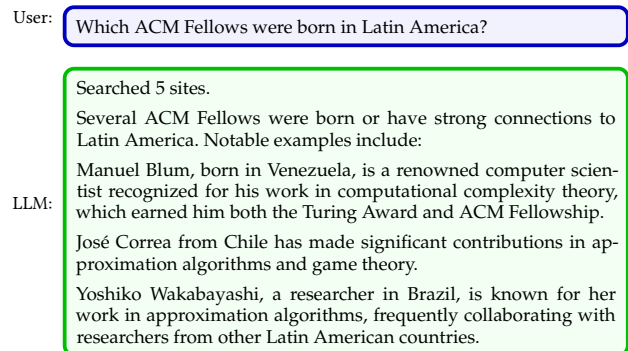 User: Which ACM Fellows were born in Latin America?
Searched 5 sites.
Several ACM Fellows were born or have strong connections to
Latin America. Notable examples include:
Manuel Blum, born in Venezuela, is a renowned computer scien-
tist recognized for his work in computational complexity theory,
LLM: which earned him both the Turing Award and ACM Fellowship.
José Correa from Chile has made significant contributions in ap-
proximation algorithms and game theory.
Yoshiko Wakabayashi, a researcher in Brazil, is known for her
work in approximation algorithms, frequently collaborating with
researchers from other Latin American countries.